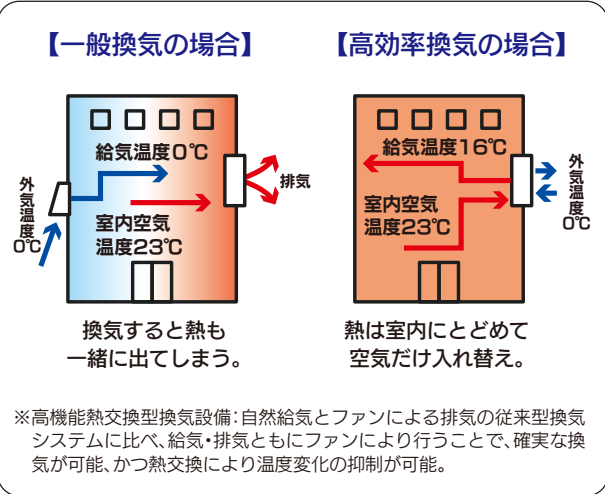 【一般換気の場合】
給気温度0℃
外気温度0℃
排気
室内空気
温度23℃
換気すると熱も
一緒に出てしまう。
【高効率換気の場合】
給気温度16℃
外気温度0℃
室内空気
温度23℃
熱は室内にとどめて
空気だけ入れ替え。
※高機能熱交換型換気設備：自然給気とファンによる排気の従来型換気
システムに比べ、給気・排気ともにファンにより行うことで、確実な換
気が可能、かつ熱交換により温度変化の抑制が可能。